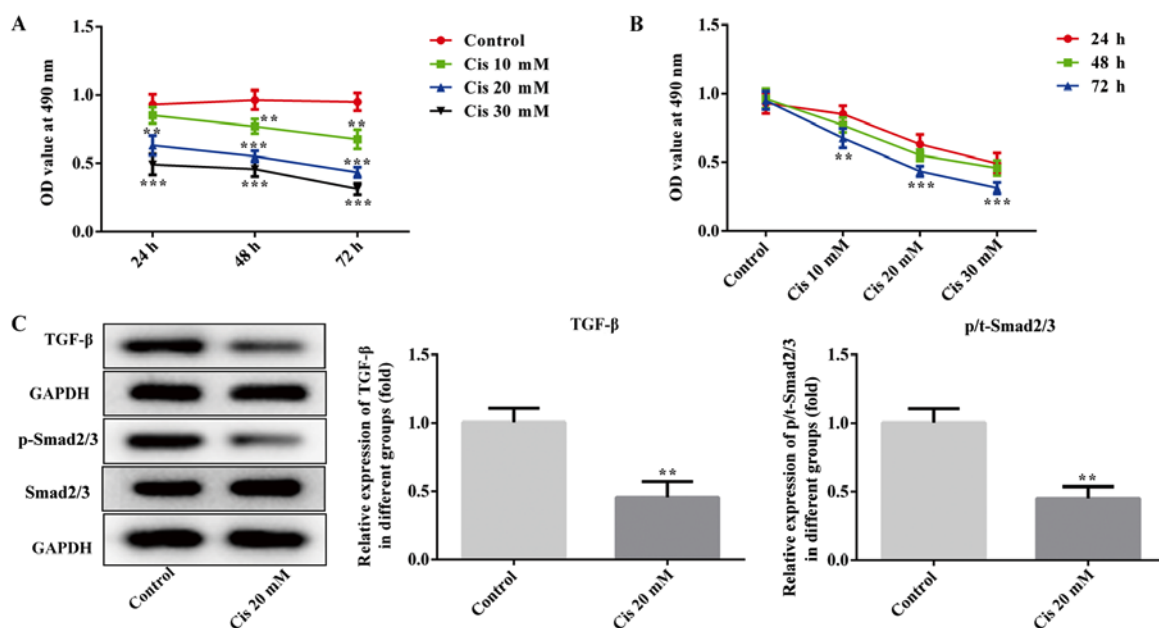 A
OD value at 490 nm
1.5
1.0
0.5
0.0
**
**
**
***
***
***
***
***
24 h
48 h
72 h
Control
Cis 10 mM
Cis 20 mM
Cis 30 mM
B
OD value at 490 nm
1.5
1.0
0.5
0.0
**
***
***
Control
Cis 10 mM
Cis 20 mM
Cis 30 mM
24 h
48 h
72 h
C
TGF-β
GAPDH
p-Smad2/3
Smad2/3
GAPDH
Control
Cis 20 mM
TGF-β
Relative expression of TGF-β
in different groups (fold)
1.5
1.0
0.5
0.0
**
Control
Cis 20 mM
p/t-Smad2/3
Relative expression of p/t-Smad2/3
in different groups (fold)
1.5
1.0
0.5
0.0
**
Control
Cis 20 mM